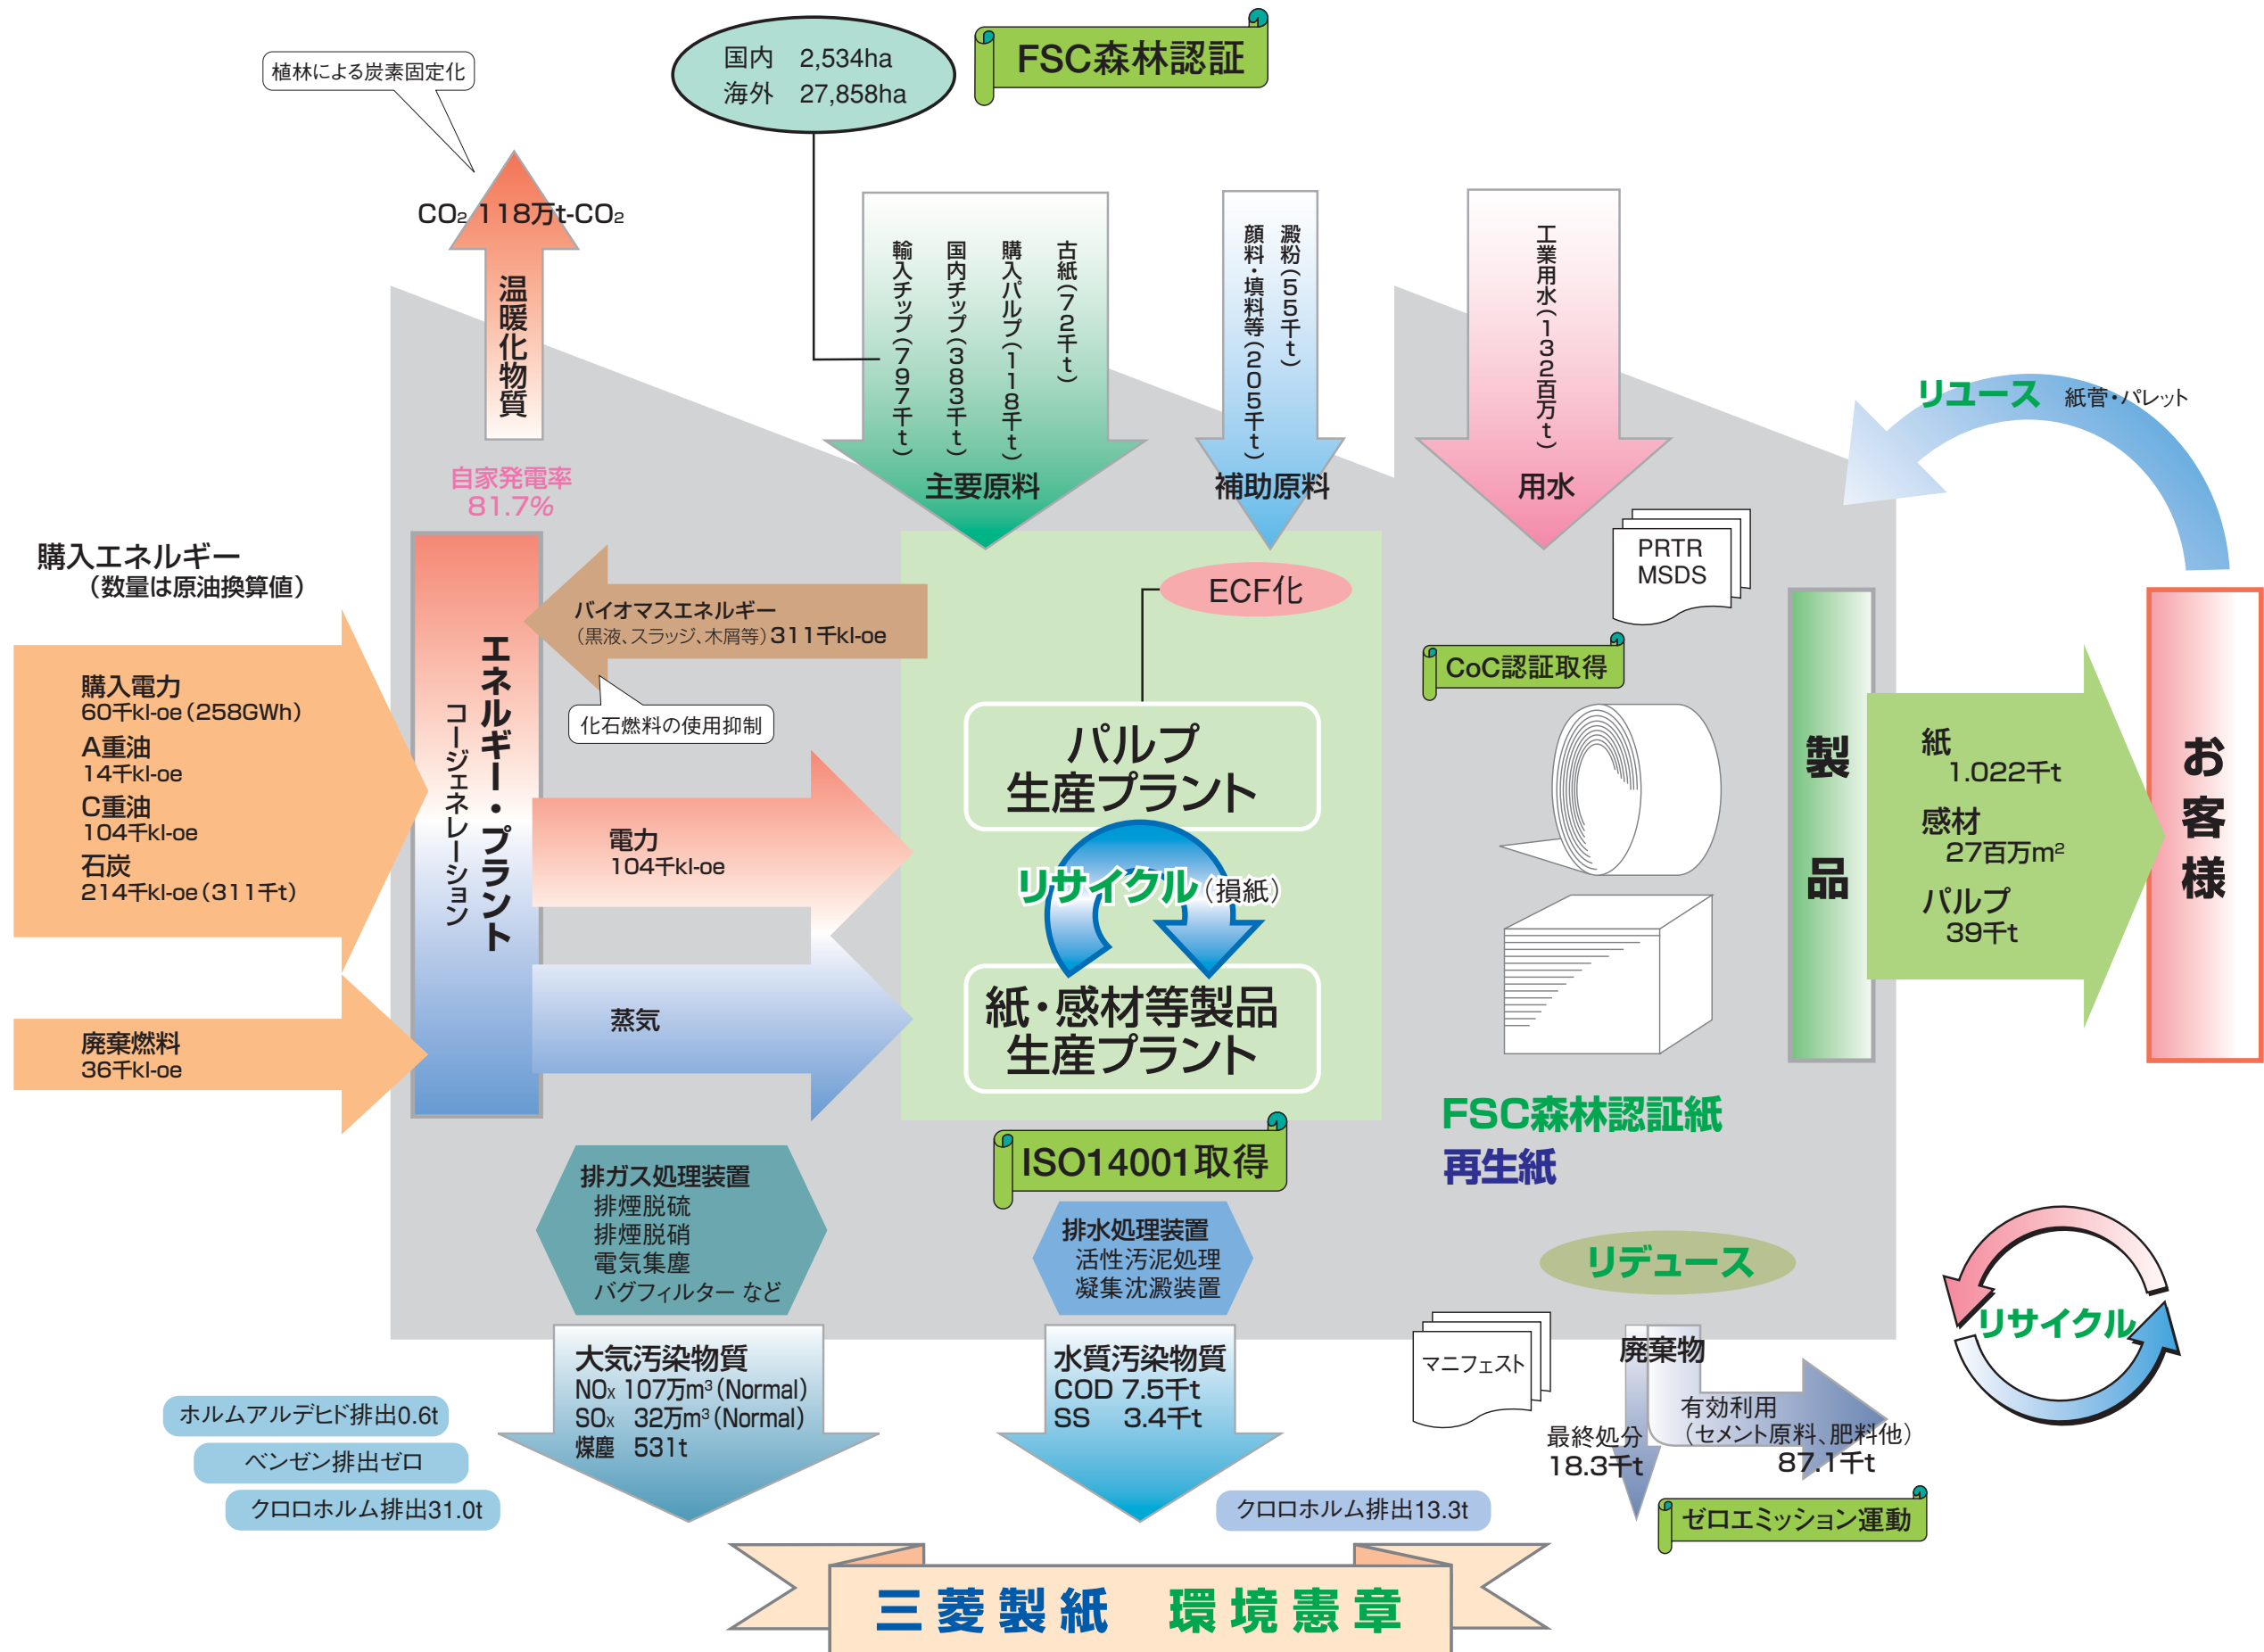 植林による炭素固定化
国内 2,534ha
海外 27,858ha
FSC森林認証
CO₂ 118万t-CO₂
温暖化物質
自家発電率
81.7%
輸入チップ(797千t)
国内チップ(383千t)
購入パルプ(118千t)
古紙(72千t)
主要原料
顔料・填料等(205千t)
澱粉(55千t)
補助原料
工業用水(132百万t)
用水
リユース 紙菅・パレット
購入エネルギー
(数量は原油換算値)
購入電力
60千kl-oe(258GWh)
A重油
14千kl-oe
C重油
104千kl-oe
石炭
214千kl-oe(311千t)
廃棄燃料
36千kl-oe
エネルギー・プラント
コージェネレーション
バイオマスエネルギー
(黒液、スラッジ、木屑等)311千kl-oe
化石燃料の使用抑制
電力
104千kl-oe
蒸気
ECF化
パルプ
生産プラント
リサイクル(損紙)
紙・感材等製品
生産プラント
ISO14001取得
PRTR
MSDS
CoC認証取得
FSC森林認証紙
再生紙
製品
紙
1.022千t
感材
27百万m²
パルプ
39千t
お客様
排ガス処理装置
排煙脱硫
排煙脱硝
電気集塵
バグフィルター など
排水処理装置
活性汚泥処理
凝集沈澱装置
リデュース
リサイクル
大気汚染物質
NOx 107万m³(Normal)
SOx 32万m³(Normal)
煤塵 531t
ホルムアルデヒド排出0.6t
ベンゼン排出ゼロ
クロロホルム排出31.0t
水質汚染物質
COD 7.5千t
SS 3.4千t
クロロホルム排出13.3t
マニフェスト
廃棄物
最終処分
18.3千t
有効利用
(セメント原料、肥料他)
87.1千t
ゼロエミッション運動
三菱製紙 環境憲章